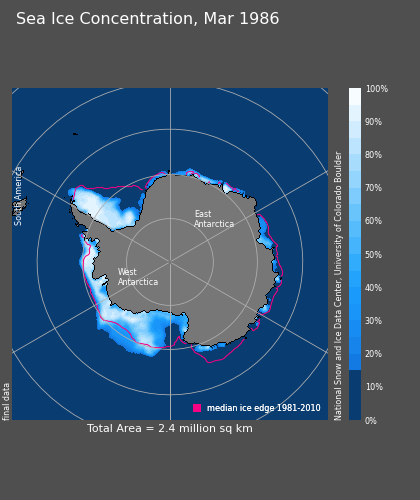 Sea Ice Concentration, Mar 1986
South America
East
Antarctica
West
Antarctica
median ice edge 1981-2010
final data
Total Area = 2.4 million sq km
National Snow and Ice Data Center, University of Colorado Boulder
100%
90%
80%
70%
60%
50%
40%
30%
20%
10%
0%